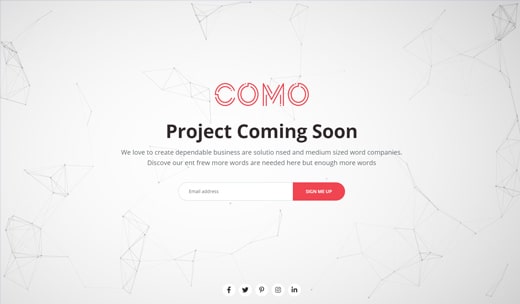 COMO
Project Coming Soon
We love to create dependable business are solutio nsed and medium sized word companies.
Discove our ent frew more words are needed here but enough more words
Email address
SIGN ME UP